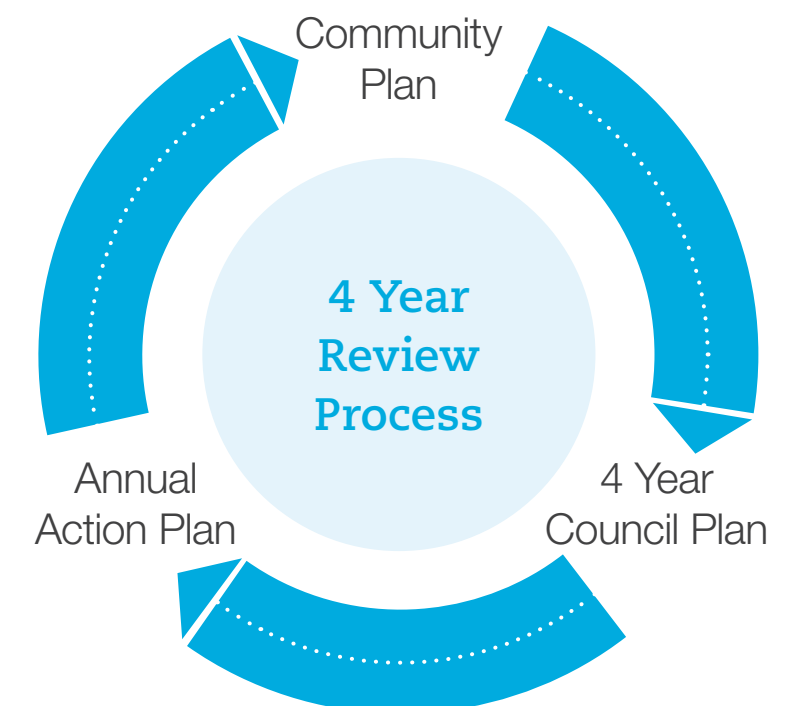 Community
Plan
4 Year
Review
Process
Annual
Action Plan
4 Year
Council Plan